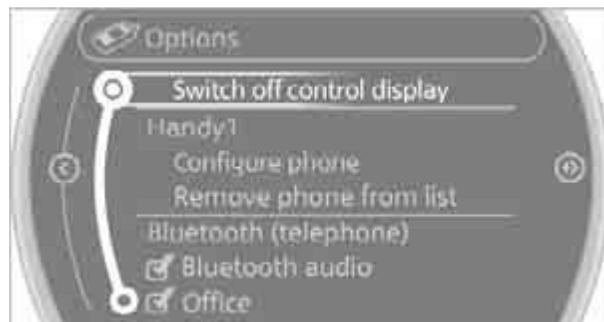 Options
Switch off control display
Handy1
Configure phone
Remove phone from list
Bluetooth (telephone)
Bluetooth audio
Office